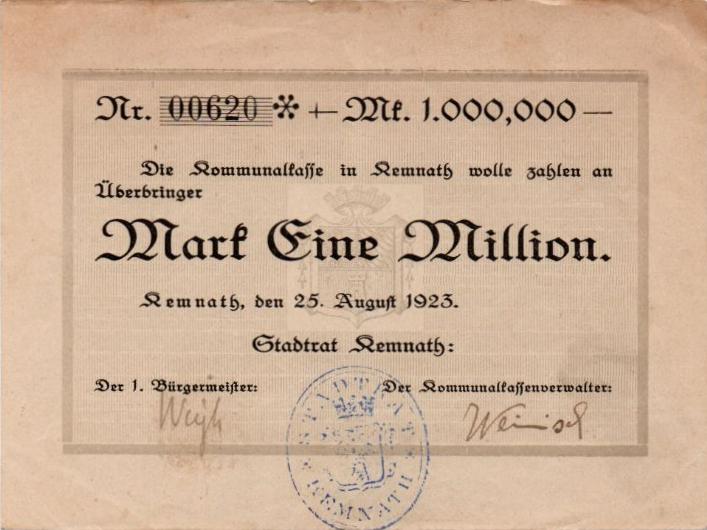 Nr. 00620 * + Mk. 1.000,000 —
Die Kommunalkasse in Kemnath wolle zahlen an
Überbringer
Mark Eine Million.
Kemnath, den 25. August 1923.
Stadtrat Kemnath:
Der 1. Bürgermeister: Der Kommunalkassenverwalter:
STADTRAT
KEMNATH